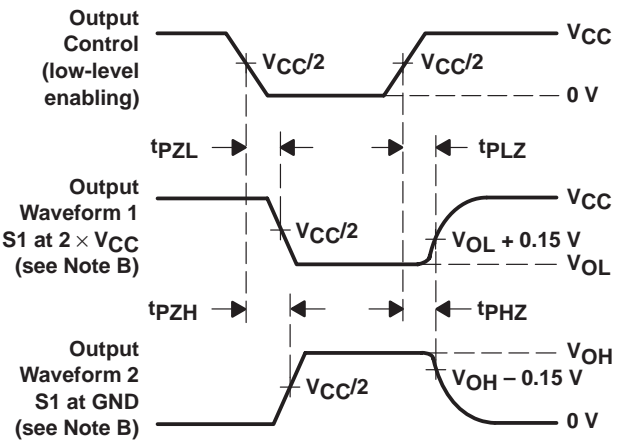 Output
Control
(low-level
enabling)
VCC/2
VCC/2
VCC
0 V
tPZL
tPLZ
Output
Waveform 1
S1 at 2 × VCC
(see Note B)
VCC/2
VCC
VOL + 0.15 V
VOL
tPZH
tPHZ
Output
Waveform 2
S1 at GND
(see Note B)
VCC/2
VOH
VOH – 0.15 V
0 V